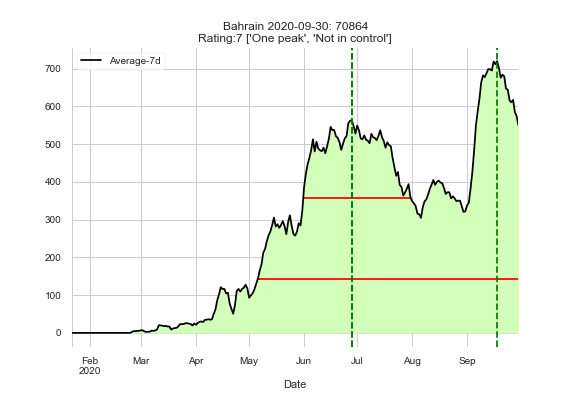 Bahrain 2020-09-30: 70864
Rating:7 ['One peak', 'Not in control']
Average-7d
700
600
500
400
300
200
100
0
Feb Mar Apr May Jun Jul Aug Sep
2020
Date